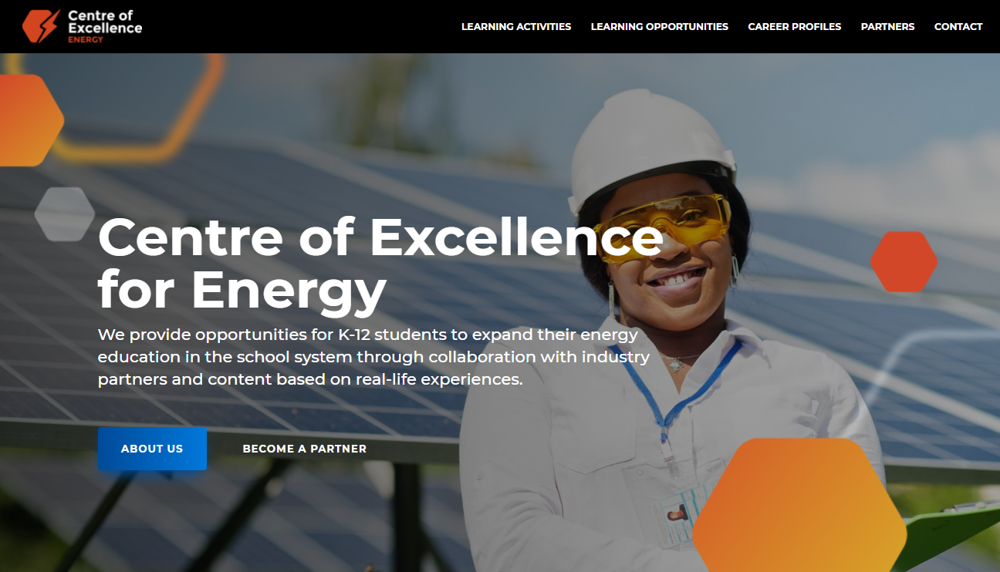 Centre of
Excellence
ENERGY
LEARNING ACTIVITIES
LEARNING OPPORTUNITIES
CAREER PROFILES
PARTNERS
CONTACT
Centre of Excellence
for Energy
We provide opportunities for K-12 students to expand their energy
education in the school system through collaboration with industry
partners and content based on real-life experiences.
ABOUT US
BECOME A PARTNER